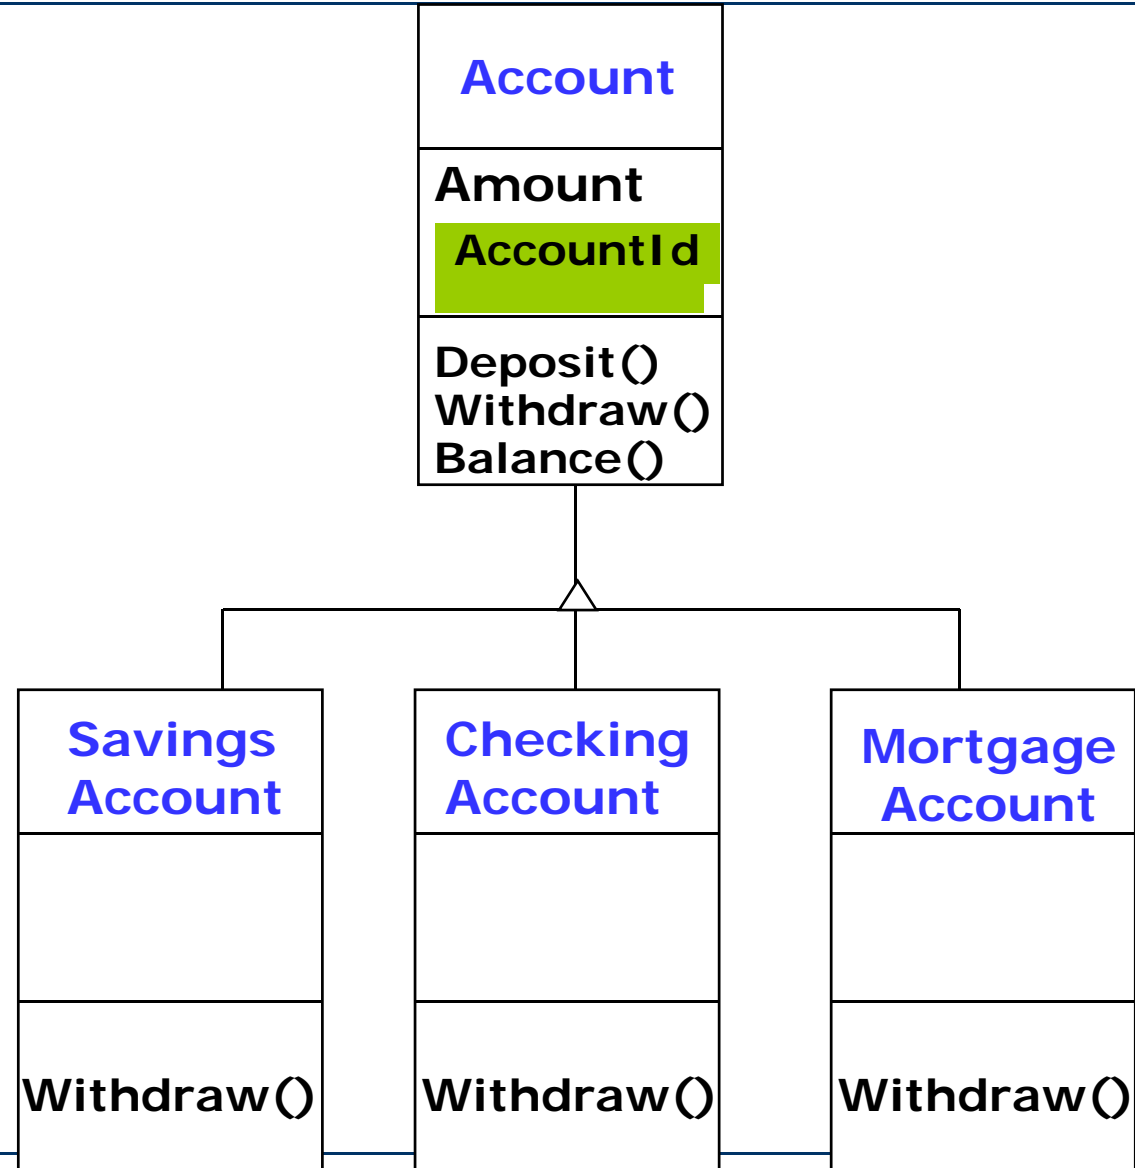 Account
Amount
AccountId
Deposit()
Withdraw()
Balance()
Savings
Account
Checking
Account
Mortgage
Account
Withdraw()
Withdraw()
Withdraw()